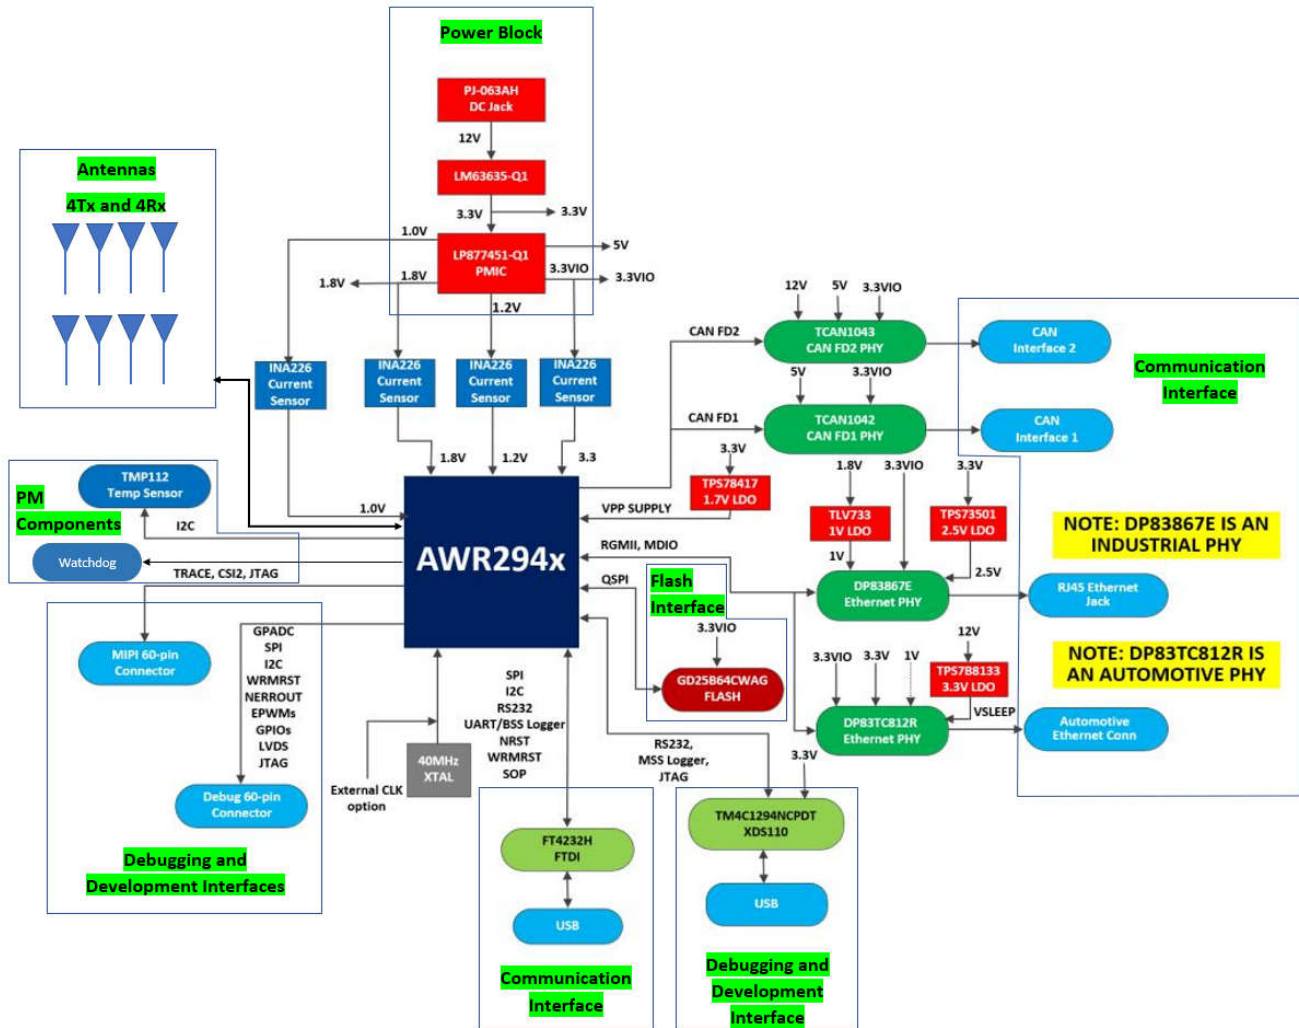 Power Block
PJ-063AH
DC Jack
12V
LM63635-Q1
3.3V
3.3V
LP877451-Q1
PMIC
1.0V
5V
1.8V
1.8V
3.3VIO
3.3VIO
1.2V
Antennas
4Tx and 4Rx
INA226
Current
Sensor
INA226
Current
Sensor
INA226
Current
Sensor
INA226
Current
Sensor
1.8V
1.2V
3.3
1.0V
PM
Components
TMP112
Temp Sensor
I2C
Watchdog
TRACE, CSI2, JTAG
AWR294x
CAN FD2
12V
5V
3.3VIO
TCAN1043
CAN FD2 PHY
CAN
Interface 2
Communication
Interface
CAN FD1
5V
3.3VIO
TCAN1042
CAN FD1 PHY
CAN
Interface 1
3.3V
TPS78417
1.7V LDO
VPP SUPPLY
1.8V
3.3VIO
3.3V
TLV733
1V LDO
TPS73501
2.5V LDO
1V
2.5V
NOTE: DP83867E IS AN
INDUSTRIAL PHY
RGMII, MDIO
DP83867E
Ethernet PHY
RJ45 Ethernet
Jack
QSPI
Flash
Interface
3.3VIO
GD25B64CWAG
FLASH
12V
3.3VIO
3.3V
1V
TPS7B8133
3.3V LDO
VSLEEP
NOTE: DP83TC812R IS
AN AUTOMOTIVE PHY
DP83TC812R
Ethernet PHY
Automotive
Ethernet Conn
MIPI 60-pin
Connector
GPADC
SPI
I2C
WRMRST
NERROUT
EPWMs
GPIOs
LVDS
JTAG
Debug 60-pin
Connector
Debugging and
Development Interfaces
40MHz
XTAL
External CLK
option
SPI
I2C
RS232
UART/BSS Logger
NRST
WRMRST
SOP
FT4232H
FTDI
USB
Communication
Interface
RS232,
MSS Logger,
JTAG
3.3V
TM4C1294NCPDT
XDS110
USB
Debugging and
Development
Interface